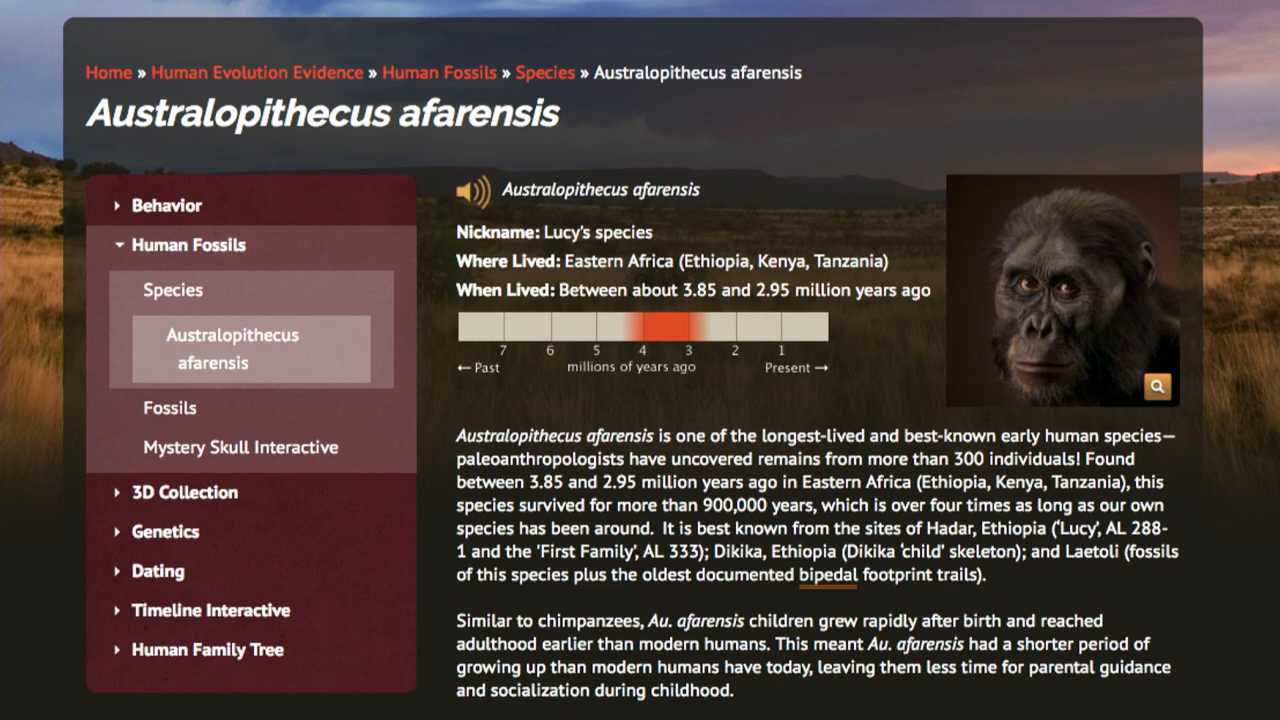 Home » Human Evolution Evidence » Human Fossils » Species » Australopithecus afarensis
Australopithecus afarensis
Behavior
Human Fossils
Species
Australopithecus
afarensis
Fossils
Mystery Skull Interactive
3D Collection
Genetics
Dating
Timeline Interactive
Human Family Tree
Australopithecus afarensis
Nickname: Lucy's species
Where Lived: Eastern Africa (Ethiopia, Kenya, Tanzania)
When Lived: Between about 3.85 and 2.95 million years ago
7 6 5 4 3 2 1
← Past millions of years ago Present →
Australopithecus afarensis is one of the longest-lived and best-known early human species—
paleoanthropologists have uncovered remains from more than 300 individuals! Found
between 3.85 and 2.95 million years ago in Eastern Africa (Ethiopia, Kenya, Tanzania), this
species survived for more than 900,000 years, which is over four times as long as our own
species has been around.  It is best known from the sites of Hadar, Ethiopia (‘Lucy’, AL 288-
1 and the 'First Family', AL 333); Dikika, Ethiopia (Dikika ‘child’ skeleton); and Laetoli (fossils
of this species plus the oldest documented bipedal footprint trails).
Similar to chimpanzees, Au. afarensis children grew rapidly after birth and reached
adulthood earlier than modern humans. This meant Au. afarensis had a shorter period of
growing up than modern humans have today, leaving them less time for parental guidance
and socialization during childhood.